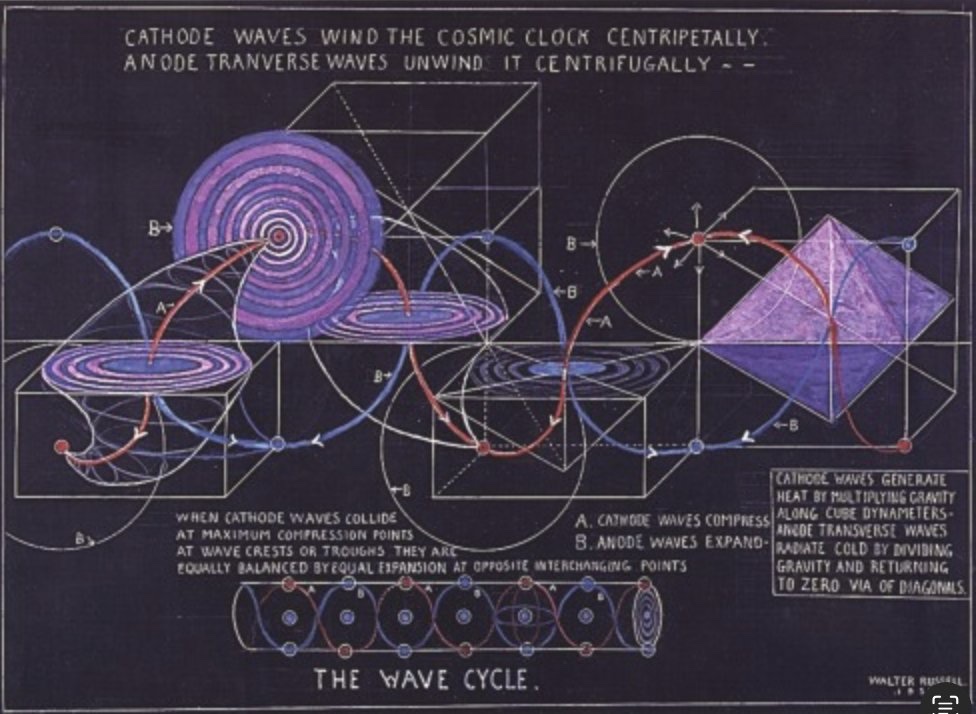 CATHODE WAVES WIND THE COSMIC CLOCK CENTRIPETALLY.
ANODE TRANVERSE WAVES UNWIND IT CENTRIFUGALLY ~ –
B
A
B
B
B
A
A
B
B
B
B
WHEN CATHODE WAVES COLLIDE
AT MAXIMUM COMPRESSION POINTS
AT WAVE CRESTS OR TROUGHS THEY ARE
EQUALLY BALANCED BY EQUAL EXPANSION AT OPPOSITE INTERCHANGING POINTS
A. CATHODE WAVES COMPRESS
B. ANODE WAVES EXPAND-
CATHODE WAVES GENERATE
HEAT BY MULTIPLYING GRAVITY
ALONG CUBE DYNAMETERS-
ANODE TRANSVERSE WAVES
RADIATE COLD BY DIVIDING
GRAVITY AND RETURNING
TO ZERO VIA OF DIAGONALS.
A B A B A B
THE WAVE CYCLE.
WALTER RUSSELL